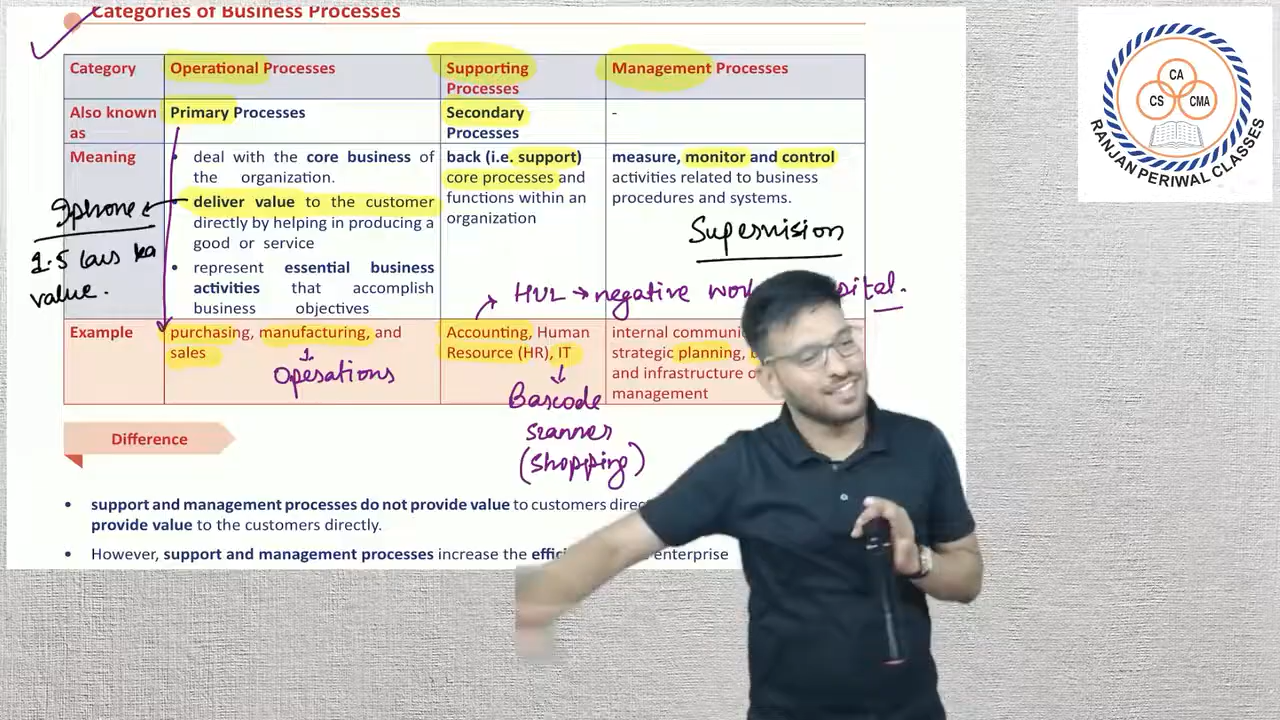 Categories of Business Processes
Category
Operational Processes
Supporting
Processes
Management Processes
Also known
as
Primary Processes
Secondary
Processes
-
Meaning
• deal with the core business of
the organization.
• deliver value to the customer
directly by helping in producing a
good or service
• represent essential business
activities that accomplish
business objectives
back (i.e. support)
core processes and
functions within an
organization
measure, monitor and control
activities related to business
procedures and systems.
Supervision
Iphone
1.5 lacs ka
value.
HUL → negative
Example
purchasing, manufacturing, and
sales
Operations
Accounting, Human
Resource (HR), IT
Barcode
scanner
(Shopping)
internal
strategic planning,
and infrastructure
management
Difference
• support and management processes do not provide value to customers
provide value to the customers directly.
• However, support and management processes increase the enterprise
CA
CS
CMA
RANJAN PERIWAL CLASSES